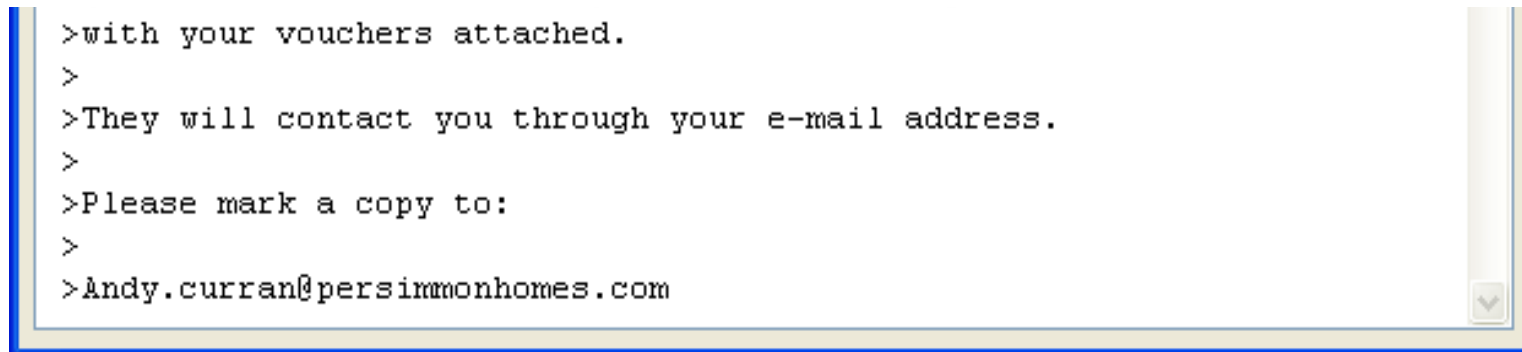 >with your vouchers attached.
>
>They will contact you through your e-mail address.
>
>Please mark a copy to:
>
>Andy.curran@persimmonhomes.com